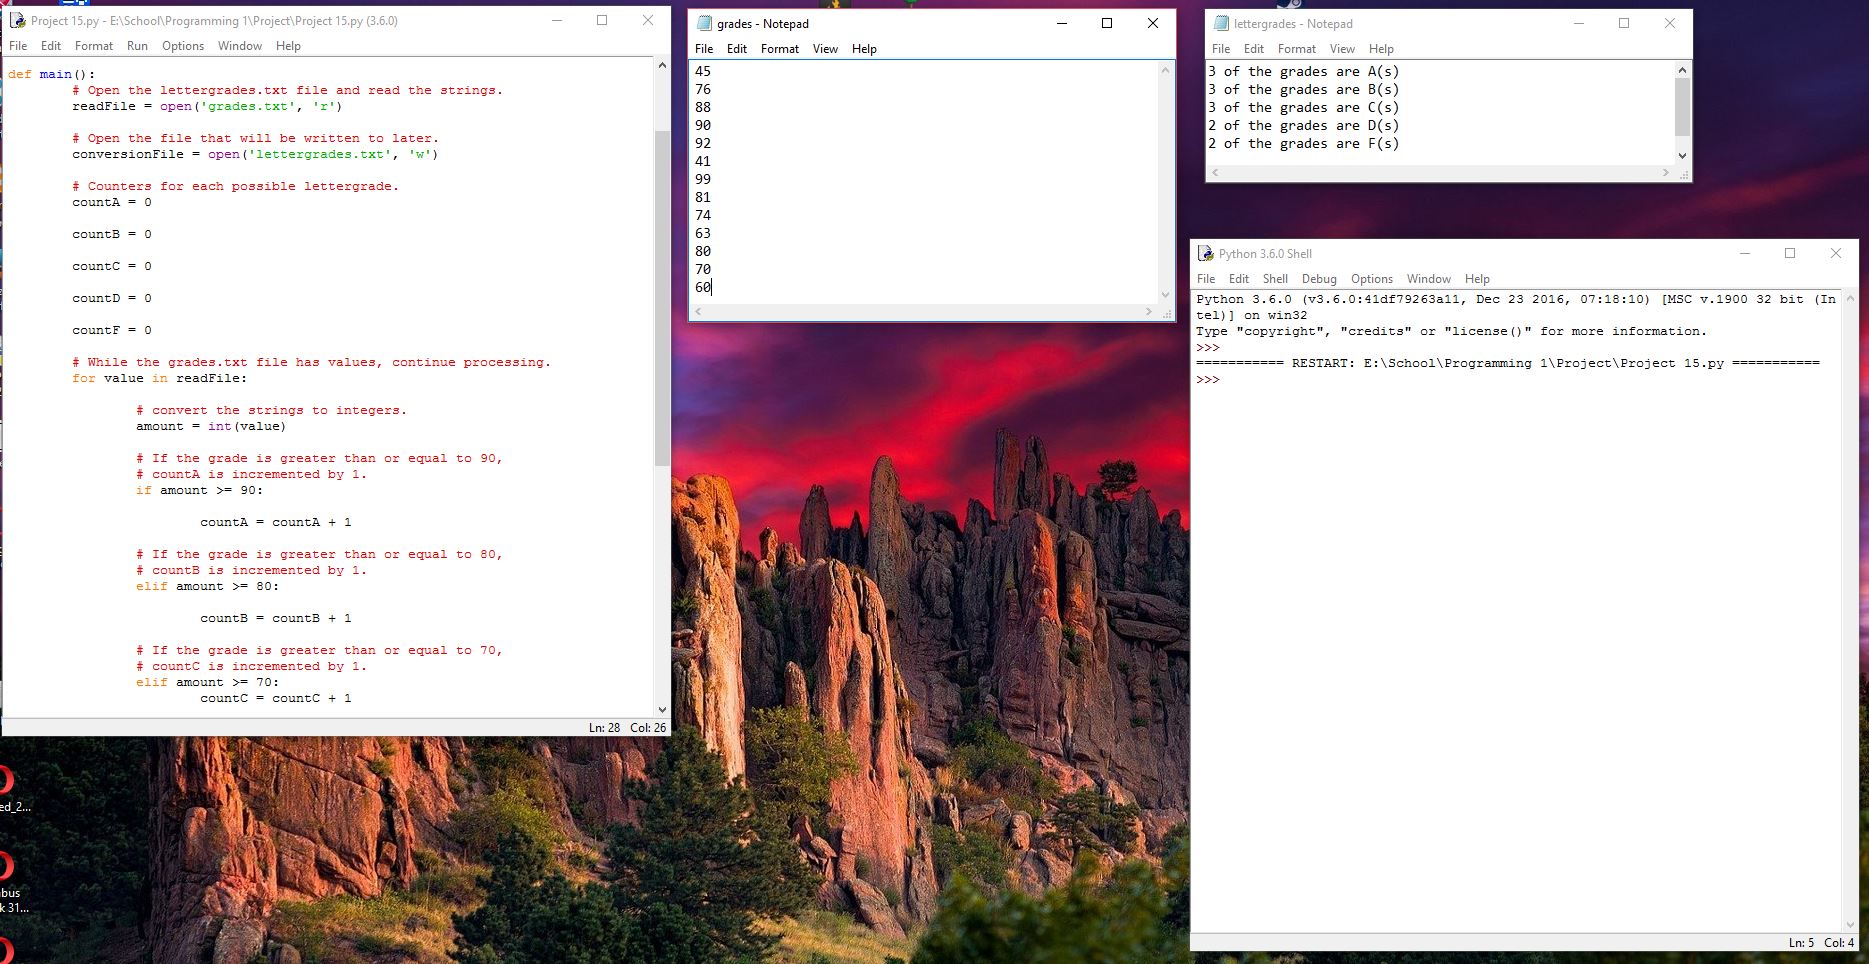 Project 15.py - E:\School\Programming 1\Project\Project 15.py (3.6.0)
File Edit Format Run Options Window Help
def main():
# Open the lettergrades.txt file and read the strings.
readFile = open('grades.txt', 'r')
# Open the file that will be written to later.
conversionFile = open('lettergrades.txt', 'w')
# Counters for each possible lettergrade.
countA = 0
countB = 0
countC = 0
countD = 0
countF = 0
# While the grades.txt file has values, continue processing.
for value in readFile:
# convert the strings to integers.
amount = int(value)
# If the grade is greater than or equal to 90,
# countA is incremented by 1.
if amount >= 90:
countA = countA + 1
# If the grade is greater than or equal to 80,
# countB is incremented by 1.
elif amount >= 80:
countB = countB + 1
# If the grade is greater than or equal to 70,
# countC is incremented by 1.
elif amount >= 70:
countC = countC + 1
Ln: 28 Col: 26
grades - Notepad
File Edit Format View Help
45
76
88
90
92
41
99
81
74
63
80
70
60
lettergrades - Notepad
File Edit Format View Help
3 of the grades are A(s)
3 of the grades are B(s)
3 of the grades are C(s)
2 of the grades are D(s)
2 of the grades are F(s)
Python 3.6.0 Shell
File Edit Shell Debug Options Window Help
Python 3.6.0 (v3.6.0:41df79263a11, Dec 23 2016, 07:18:10) [MSC v.1900 32 bit (In
tel)] on win32
Type "copyright", "credits" or "license()" for more information.
>>>
=========== RESTART: E:\School\Programming 1\Project\Project 15.py ===========
>>>
Ln: 5 Col: 4
ed_2...
bus
k 31...